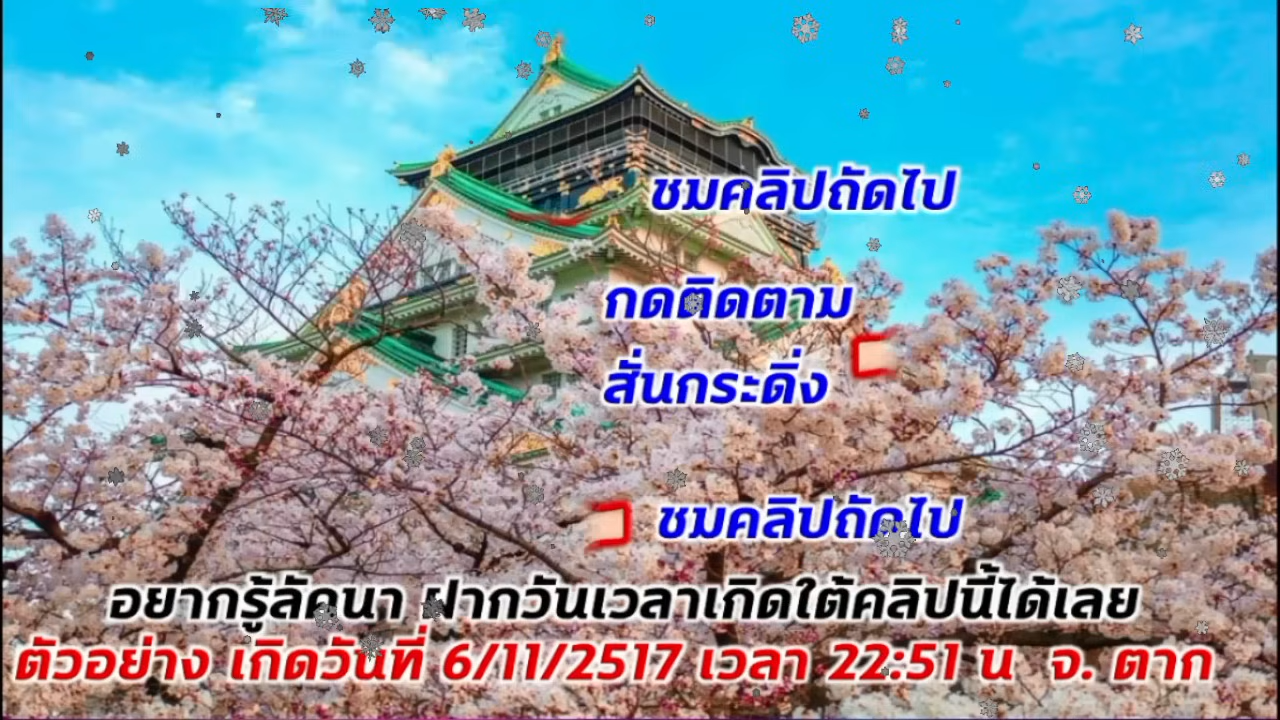 ชมคลิปถัดไป
กดติดตาม
สั่นกระดิ่ง
ชมคลิปถัดไป
อยากรู้ลัคนา ฝากวันเวลาเกิดใต้คลิปนี้ได้เลย
ตัวอย่าง เกิดวันที่ 6/11/2517 เวลา 22:51 น จ. ตาก